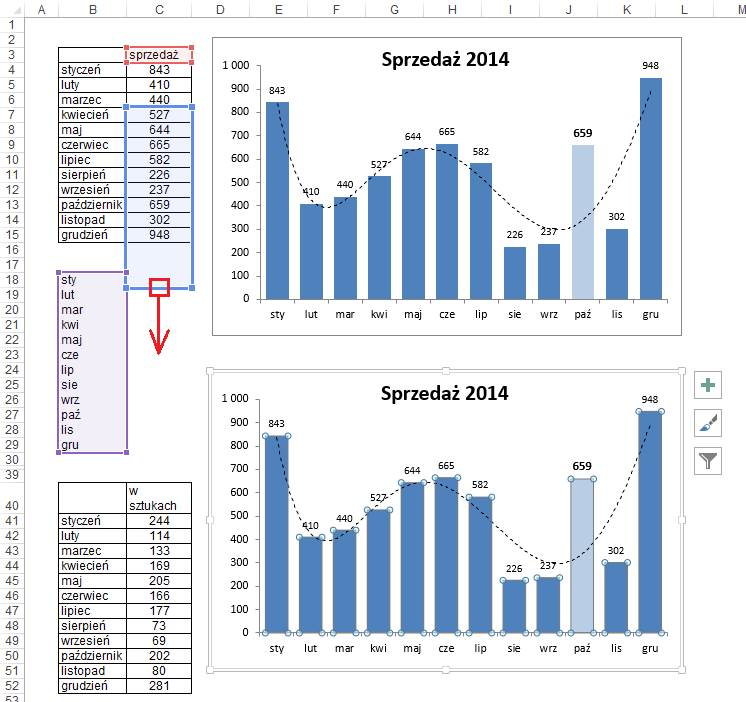 A B C D E F G H I J K L M
1
2
3 sprzedaż
4 styczeń 843
5 luty 410
6 marzec 440
7 kwiecień 527
8 maj 644
9 czerwiec 665
10 lipiec 582
11 sierpień 226
12 wrzesień 237
13 październik 659
14 listopad 302
15 grudzień 948
16
17
18 sty
19 lut
20 mar
21 kwi
22 maj
23 cze
24 lip
25 sie
26 wrz
27 paź
28 lis
29 gru
30
39
40 w sztukach
41 styczeń 244
42 luty 114
43 marzec 133
44 kwiecień 169
45 maj 205
46 czerwiec 166
47 lipiec 177
48 sierpień 73
49 wrzesień 69
50 październik 202
51 listopad 80
52 grudzień 281
53
Sprzedaż 2014
1 000
900
800
700
600
500
400
300
200
100
0
843 410 440 527 644 665 582 226 237 659 302 948
sty lut mar kwi maj cze lip sie wrz paź lis gru
Sprzedaż 2014
1 000
900
800
700
600
500
400
300
200
100
0
843 410 440 527 644 665 582 226 237 659 302 948
sty lut mar kwi maj cze lip sie wrz paź lis gru